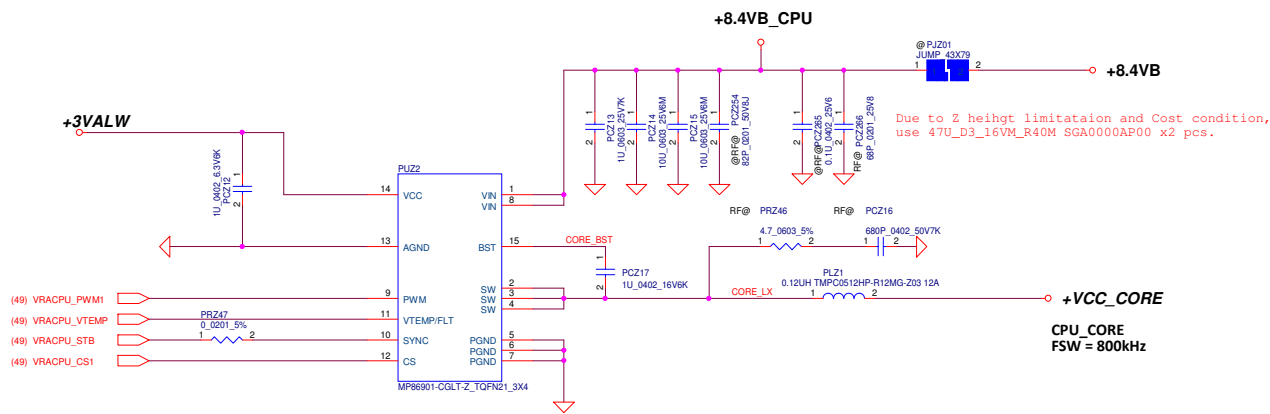 +8.4VB_CPU
@ PJZ01
JUMP_43X79
1
2
1
2
+8.4VB
Due to Z heihgt limitataion and Cost condition,
use 47U_D3_16VM_R40M SGA0000AP00 x2 pcs.
+3VALW
1
2
1U_0402_6.3V6K
PCZ12
1
2
PCZ13
1U_0603_25V7K
1
2
PCZ14
10U_0603_25V6M
1
2
PCZ15
10U_0603_25V6M
1
2
@RF@ PCZ254
82P_0201_50V8J
1
2
@RF@ PCZ265
0.1U_0402_25V6
1
2
RF@ PCZ266
68P_0201_25V8
PUZ2
14 VCC
VIN 1
VIN 8
13 AGND
BST 15
CORE_BST
SW 2
SW 3
SW 4
9 PWM
11 VTEMP/FLT
10 SYNC
12 CS
PGND 5
PGND 6
PGND 7
MP86901-CGLT-Z_TQFN21_3X4
RF@ PRZ46
4.7_0603_5%
1 2
RF@ PCZ16
680P_0402_50V7K
1 2
1
2
PCZ17
1U_0402_16V6K
PLZ1
0.12UH TMPC0512HP-R12MG-Z03 12A
CORE_LX
1 2
+VCC_CORE
CPU_CORE
FSW = 800kHz
(49) VRACPU_PWM1
(49) VRACPU_VTEMP
PRZ47
0_0201_5%
(49) VRACPU_STB
1 2
(49) VRACPU_CS1